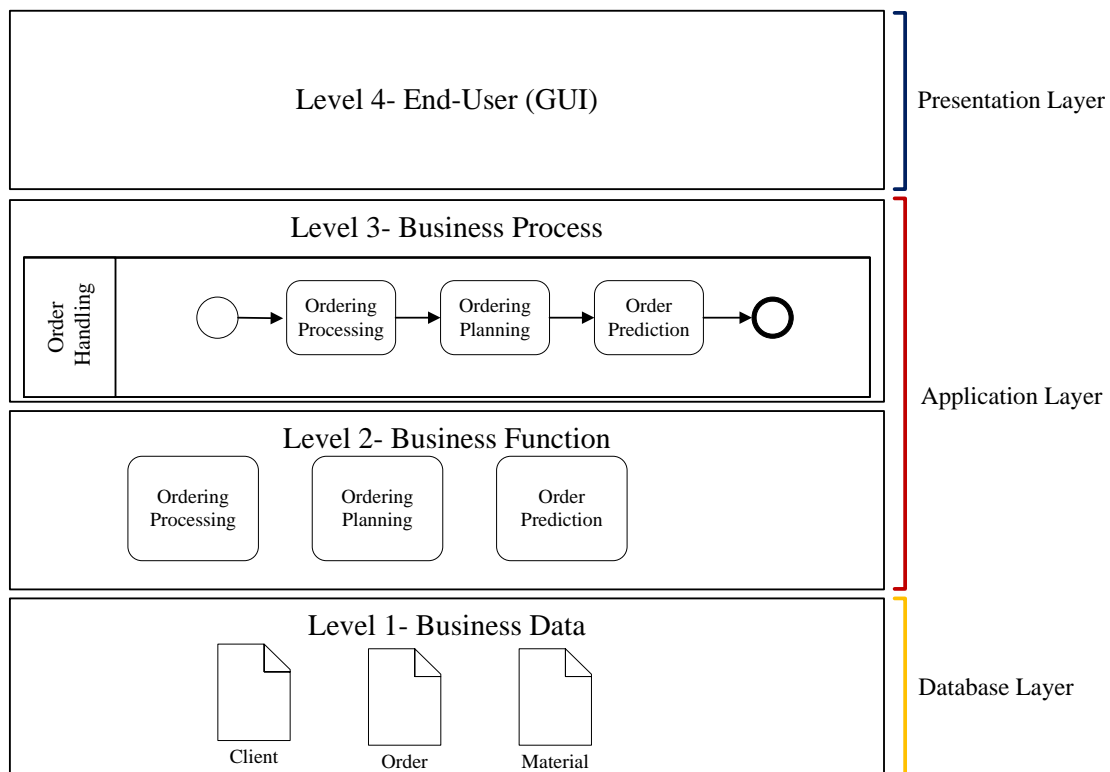 Level 4- End-User (GUI)
Presentation Layer
Level 3- Business Process
Order
Handling
Ordering
Processing
Ordering
Planning
Order
Prediction
Application Layer
Level 2- Business Function
Ordering
Processing
Ordering
Planning
Order
Prediction
Level 1- Business Data
Client
Order
Material
Database Layer